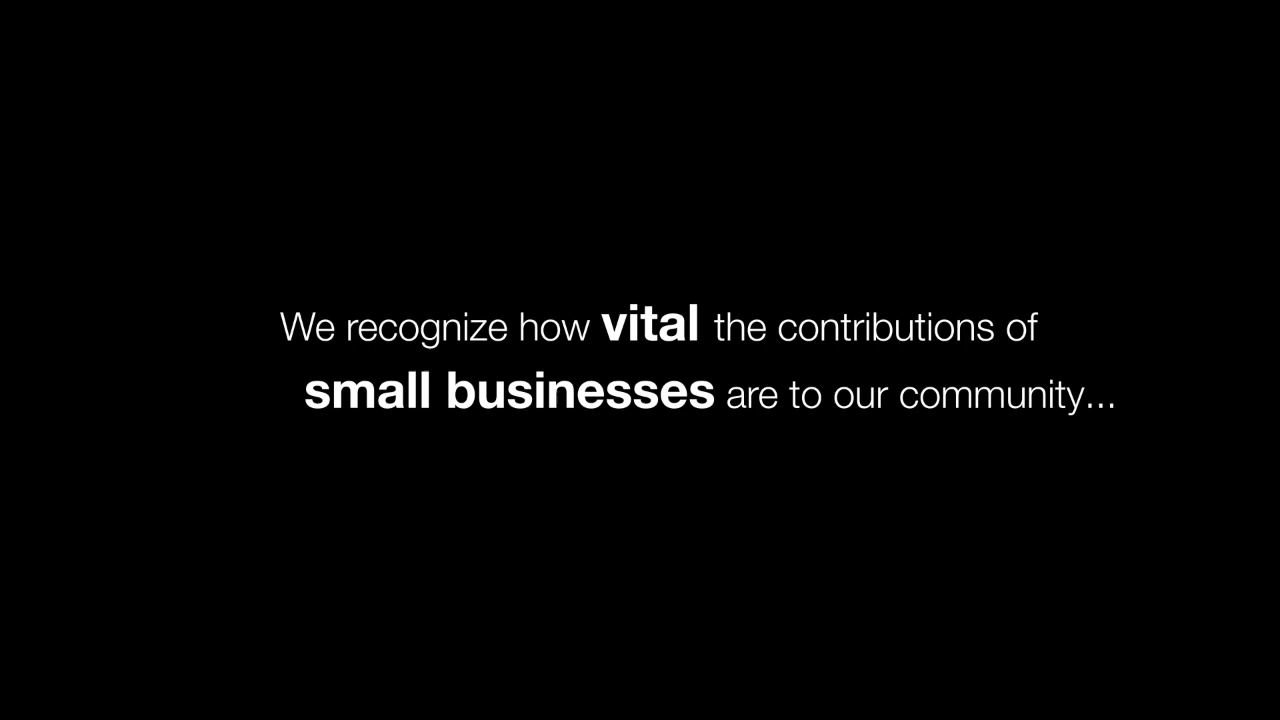 We recognize how vital the contributions of
small businesses are to our community...